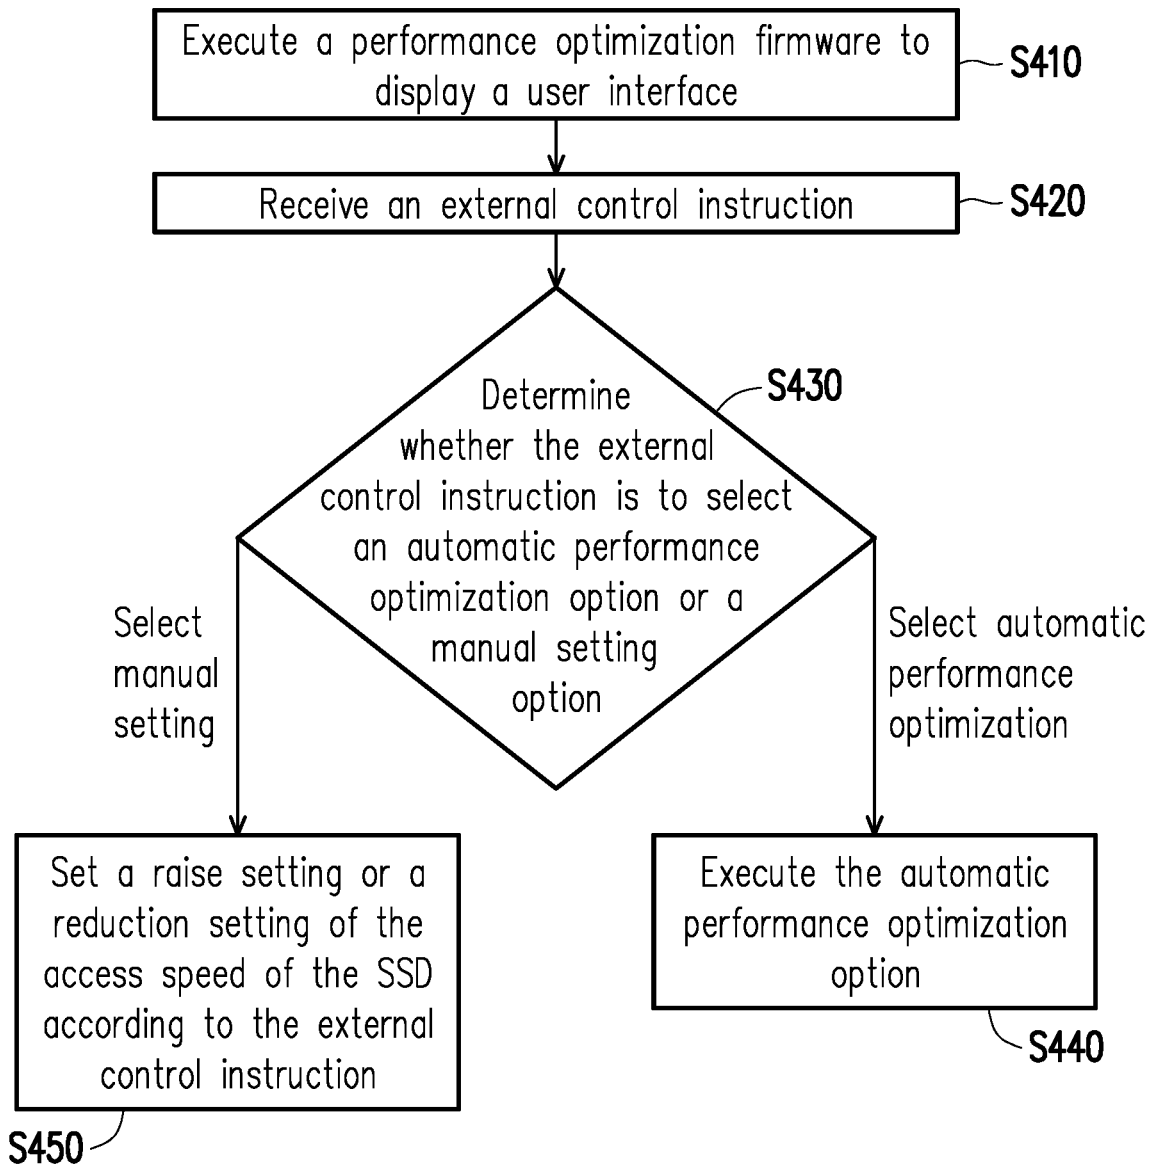 Execute a performance optimization firmware to
display a user interface
S410
Receive an external control instruction
S420
Determine
whether the external
control instruction is to select
an automatic performance
optimization option or a
manual setting
option
S430
Select
manual
setting
Select automatic
performance
optimization
Set a raise setting or a
reduction setting of the
access speed of the SSD
according to the external
control instruction
S450
Execute the automatic
performance optimization
option
S440